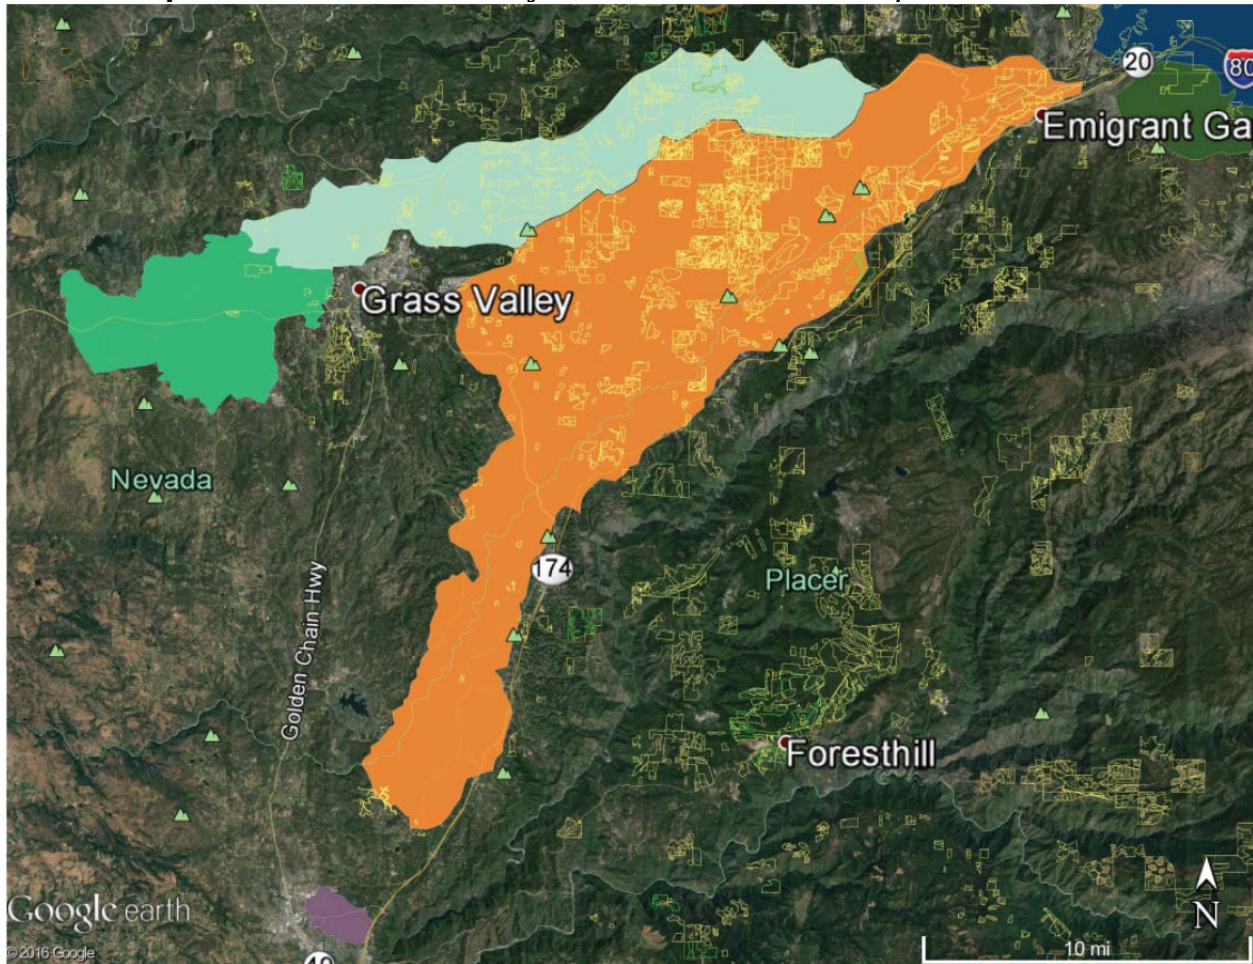 20
80
Emigrant Ga
Grass Valley
Nevada
174
Placer
Golden Chain Hwy
Foresthill
Google earth
N
© 2016 Google
10 mi